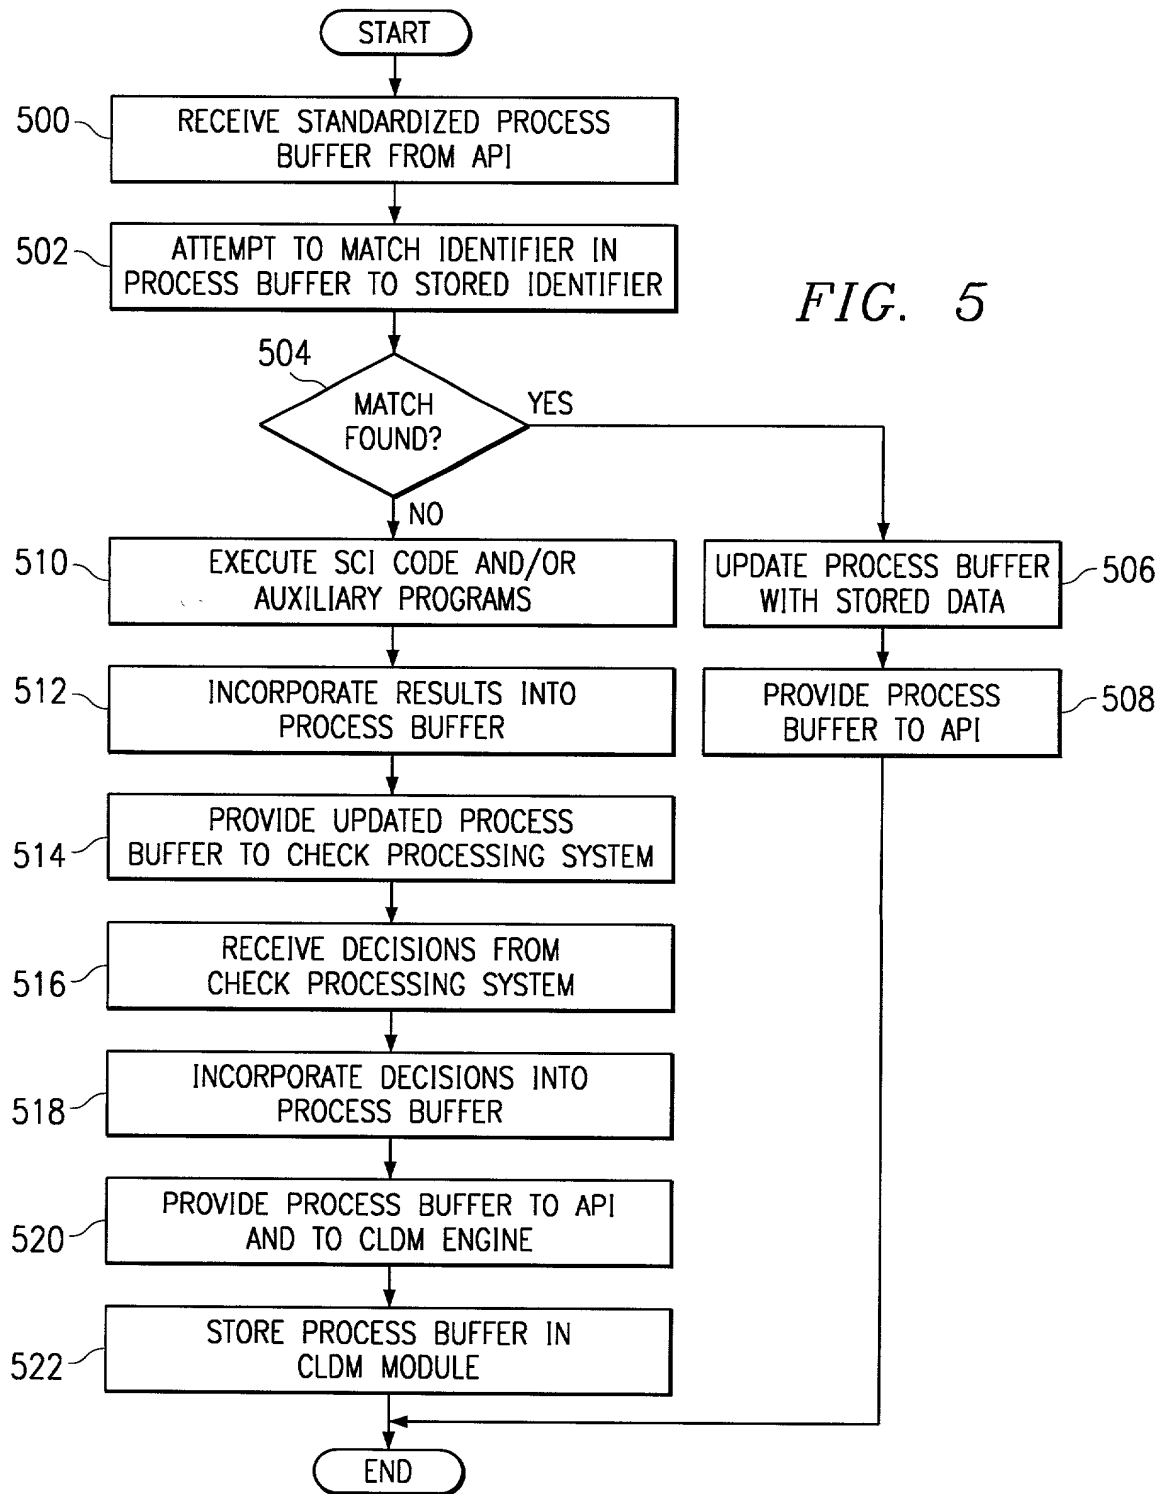 START
500
RECEIVE STANDARDIZED PROCESS
BUFFER FROM API
502
ATTEMPT TO MATCH IDENTIFIER IN
PROCESS BUFFER TO STORED IDENTIFIER
FIG. 5
504
MATCH
FOUND?
YES
NO
510
EXECUTE SCI CODE AND/OR
AUXILIARY PROGRAMS
UPDATE PROCESS BUFFER
WITH STORED DATA
506
512
INCORPORATE RESULTS INTO
PROCESS BUFFER
PROVIDE PROCESS
BUFFER TO API
508
514
PROVIDE UPDATED PROCESS
BUFFER TO CHECK PROCESSING SYSTEM
516
RECEIVE DECISIONS FROM
CHECK PROCESSING SYSTEM
518
INCORPORATE DECISIONS INTO
PROCESS BUFFER
520
PROVIDE PROCESS BUFFER TO API
AND TO CLDM ENGINE
522
STORE PROCESS BUFFER IN
CLDM MODULE
END